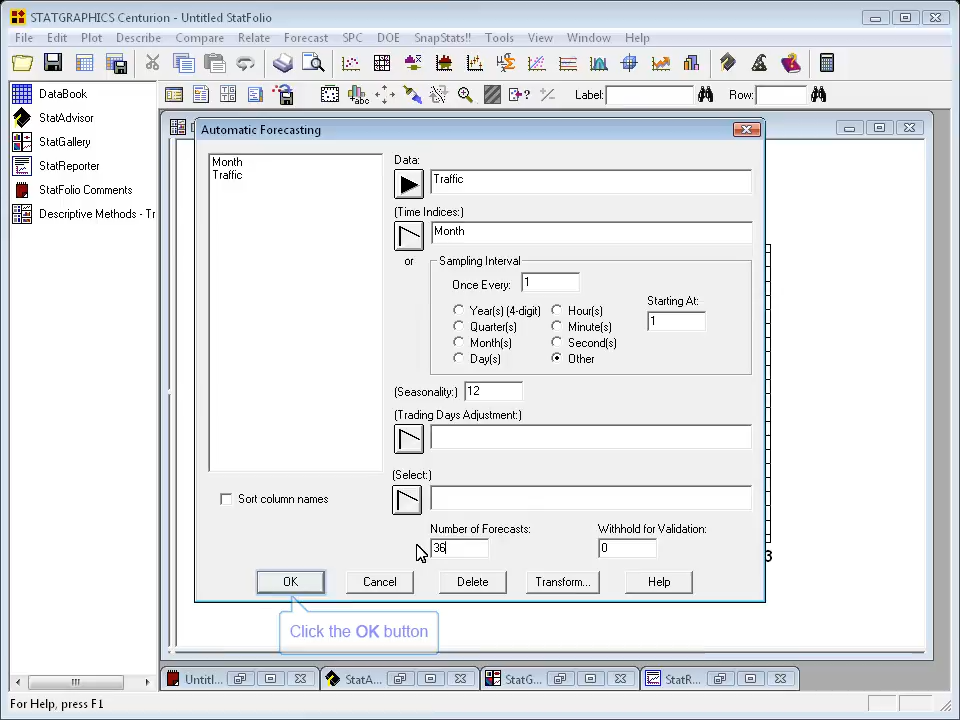 STATGRAPHICS Centurion - Untitled StatFolio
File Edit Plot Describe Compare Relate Forecast SPC DOE SnapStats!! Tools View Window Help
Label: Row:
DataBook
StatAdvisor
StatGallery
StatReporter
StatFolio Comments
Descriptive Methods - Tr
Automatic Forecasting
Month
Traffic
Sort column names
Data:
Traffic
(Time Indices:)
Month
or
Sampling Interval
Once Every: 1
Year(s) (4-digit) Hour(s)
Quarter(s) Minute(s)
Month(s) Second(s)
Day(s) Other
Starting At:
1
(Seasonality:) 12
(Trading Days Adjustment:)
(Select:)
Number of Forecasts: Withhold for Validation:
36 0
3
OK Cancel Delete Transform... Help
Click the OK button
Untitl... StatA... StatG... StatR...
For Help, press F1